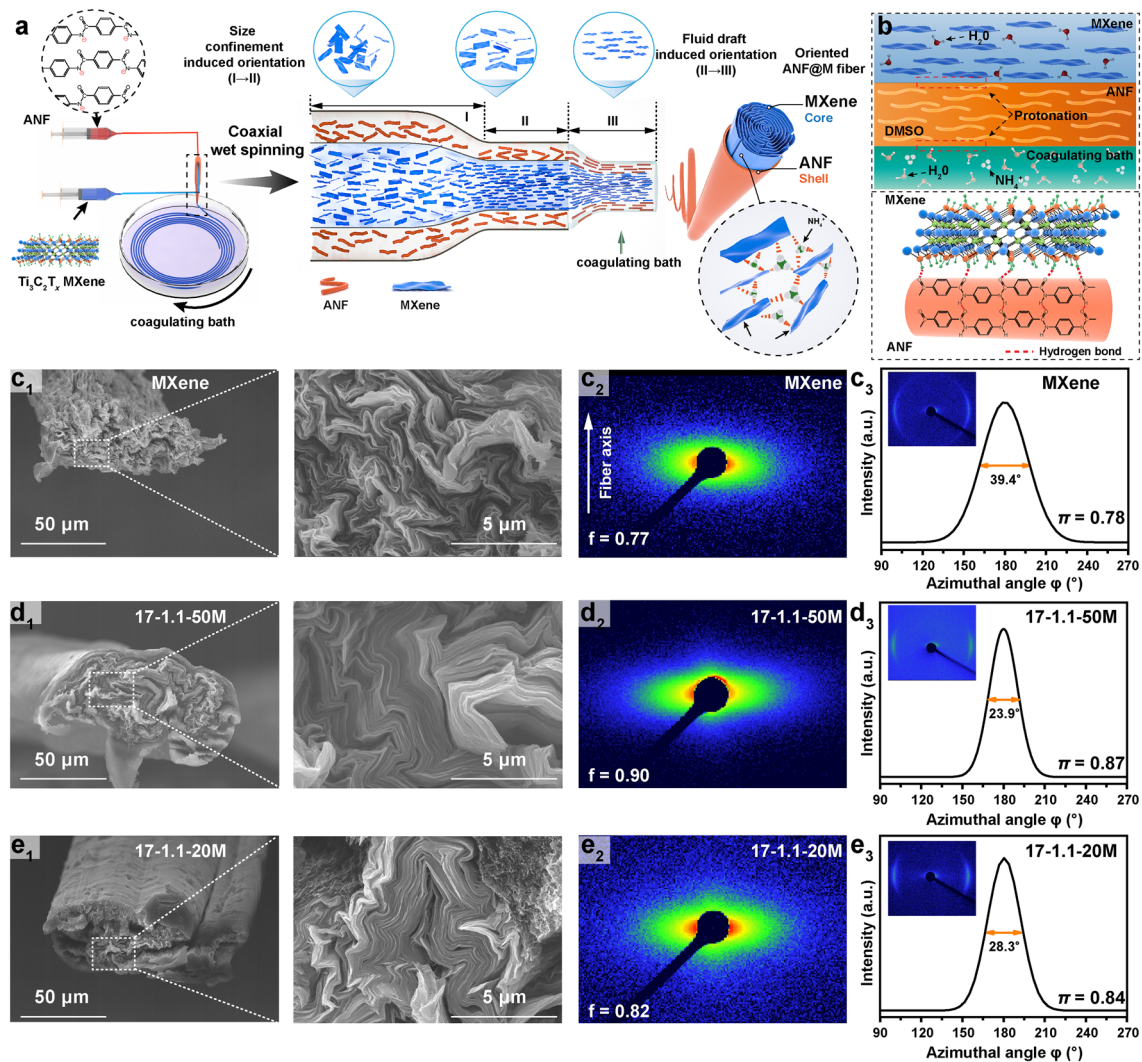 a
ANF
Size
confinement
induced orientation
(I→II)
Fluid draft
induced orientation
(II→III)
Oriented
ANF@M fiber
I
II
III
Coaxial
wet spinning
MXene
Core
ANF
Shell
NH₄⁺
coagulating bath
Ti₃C₂Tₓ MXene
coagulating bath
ANF
MXene
b
MXene
H₂0
ANF
Protonation
DMSO
Coagulating bath
H₂0
NH₄⁺
MXene
ANF
Hydrogen bond
c₁
MXene
50 µm
5 µm
c₂
MXene
Fiber axis
f = 0.77
c₃
MXene
Intensity (a.u.)
39.4°
π = 0.78
90 120 150 180 210 240 270
Azimuthal angle φ (°)
d₁
17-1.1-50M
50 µm
5 µm
d₂
17-1.1-50M
f = 0.90
d₃
17-1.1-50M
Intensity (a.u.)
23.9°
π = 0.87
90 120 150 180 210 240 270
Azimuthal angle φ (°)
e₁
17-1.1-20M
50 µm
5 µm
e₂
17-1.1-20M
f = 0.82
e₃
17-1.1-20M
Intensity (a.u.)
28.3°
π = 0.84
90 120 150 180 210 240 270
Azimuthal angle φ (°)